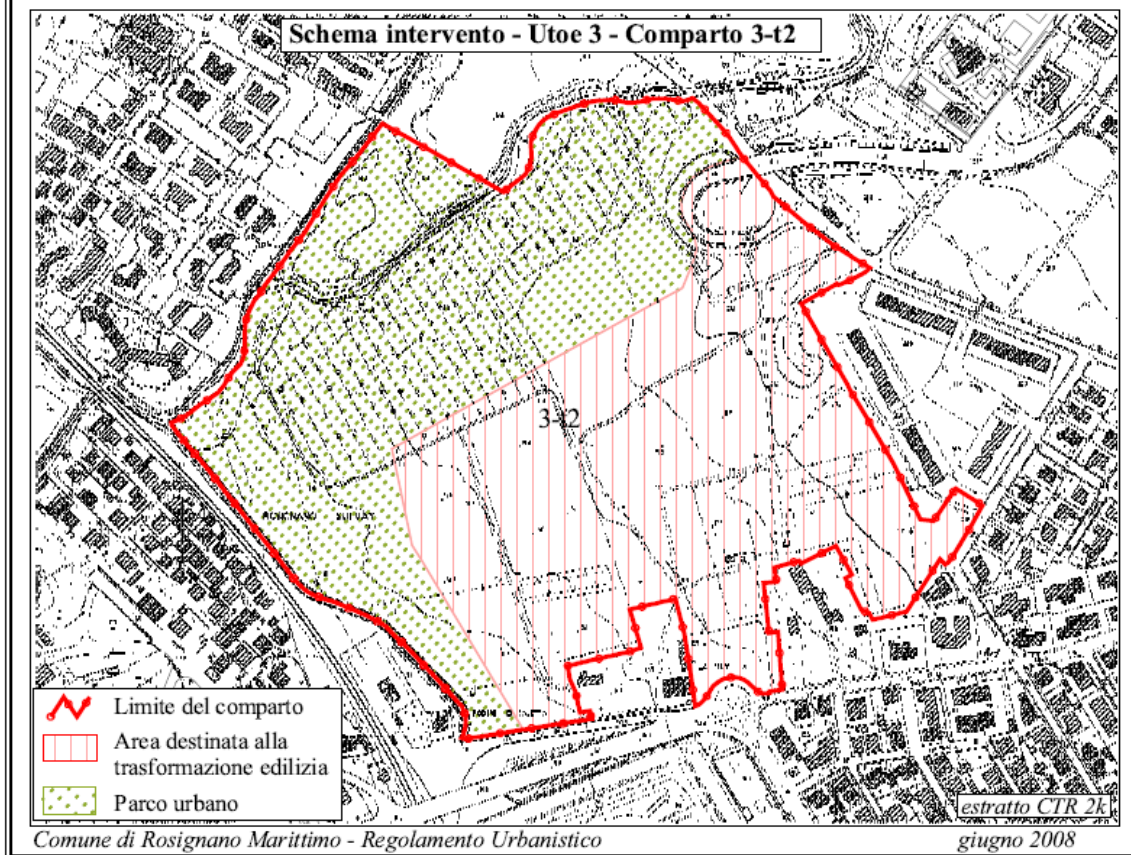 Schema intervento - Utoe 3 - Comparto 3-t2
3-t2
Limite del comparto
Area destinata alla
trasformazione edilizia
Parco urbano
estratto CTR 2k
Comune di Rosignano Marittimo - Regolamento Urbanistico
giugno 2008